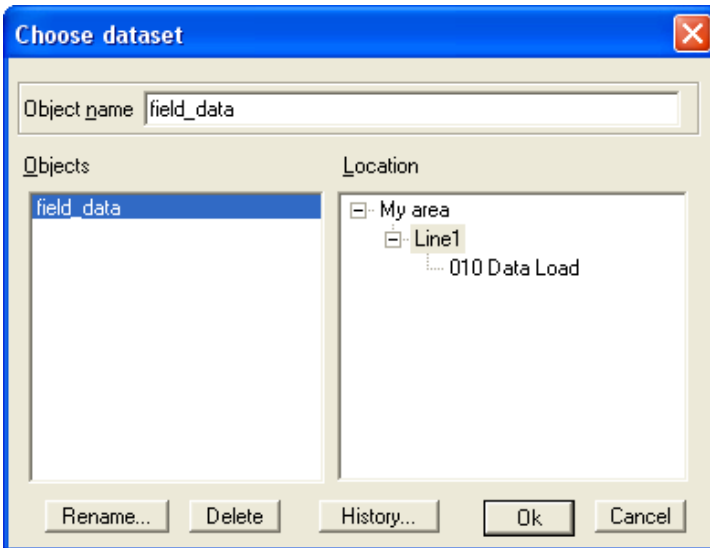 Choose dataset
Object name field_data
Objects
Location
field_data
My area
Line1
010 Data Load
Rename... Delete History... Ok Cancel